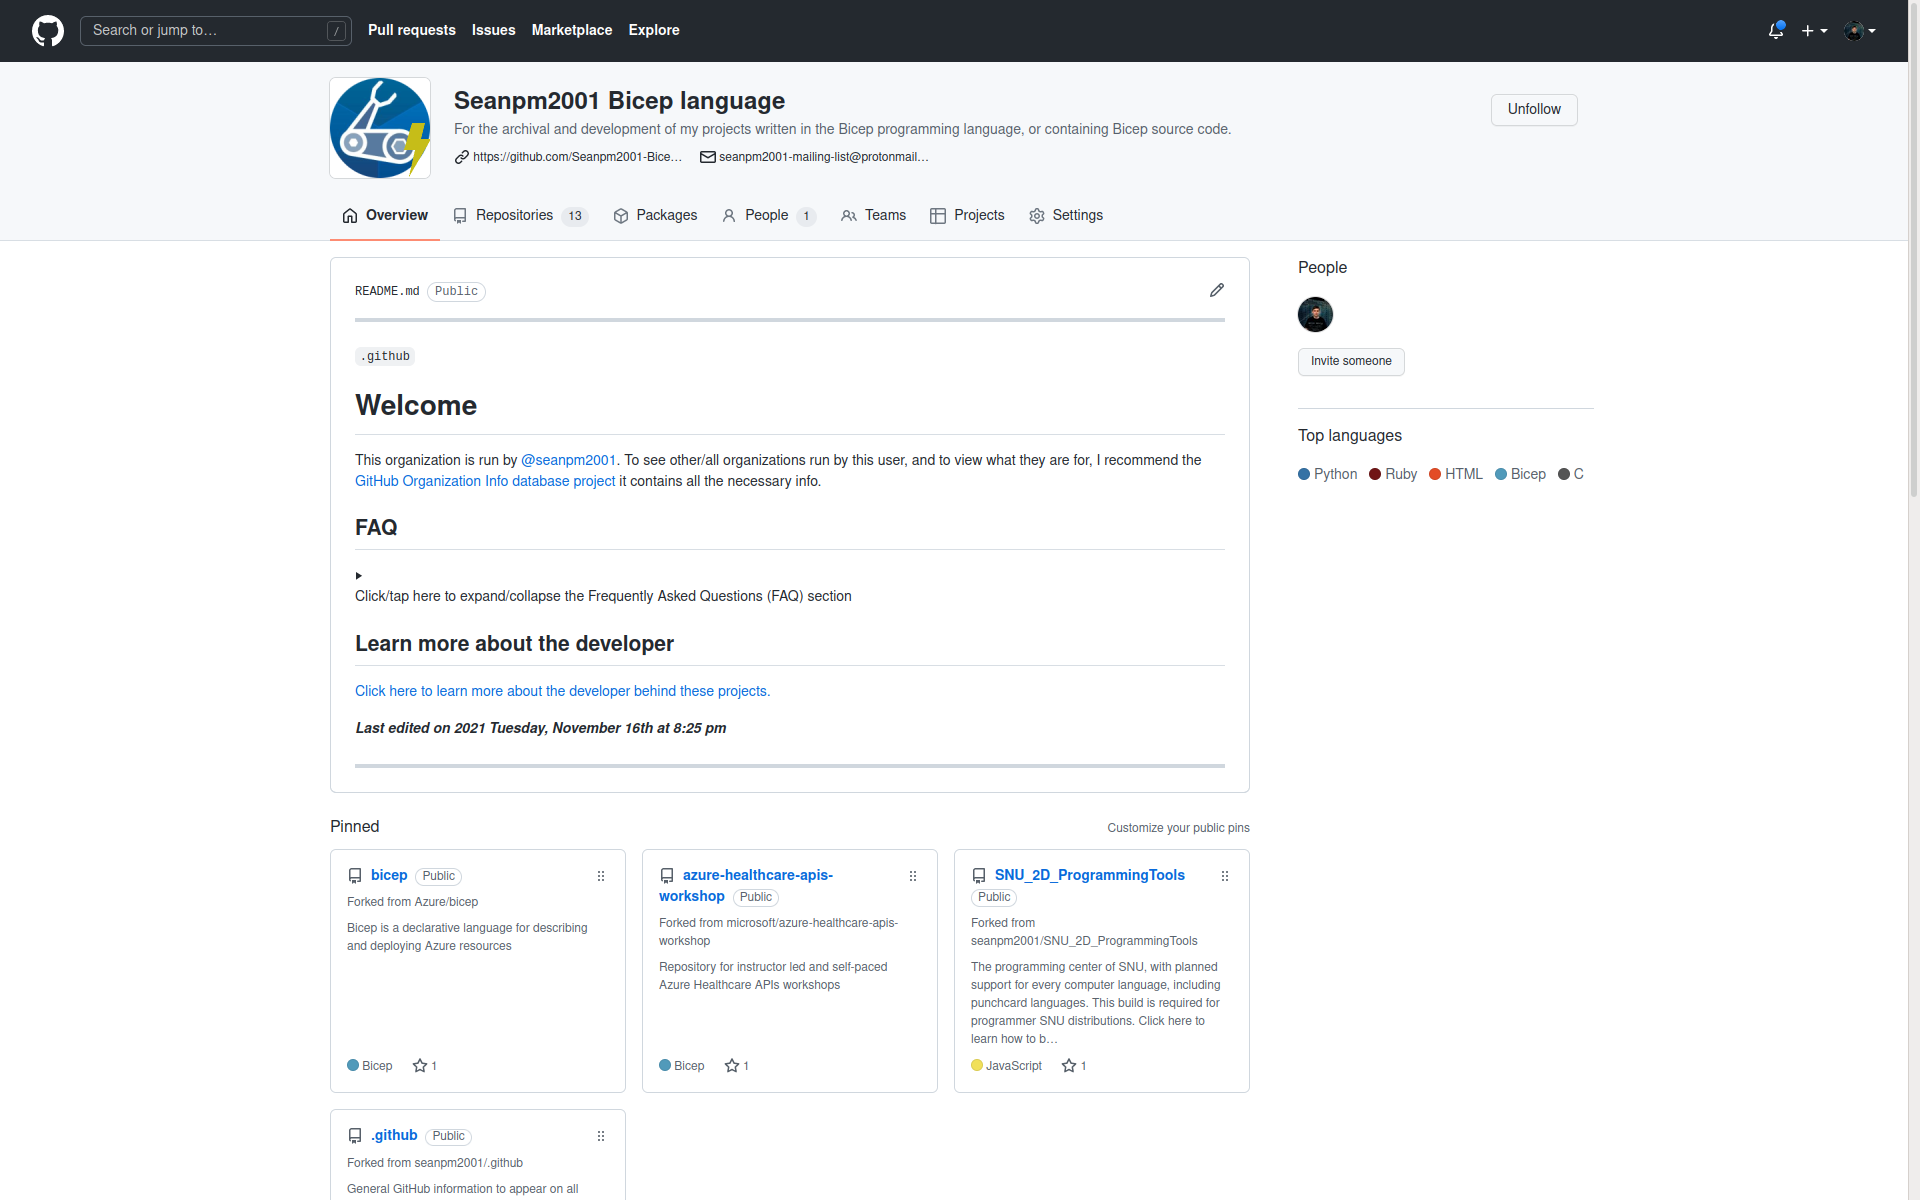 Search or jump to…
/
Pull requests
Issues
Marketplace
Explore
Seanpm2001 Bicep language
Unfollow
For the archival and development of my projects written in the Bicep programming language, or containing Bicep source code.
https://github.com/Seanpm2001-Bice…
seanpm2001-mailing-list@protonmail…
Overview
Repositories 13
Packages
People 1
Teams
Projects
Settings
README.md Public
.github
Welcome
This organization is run by @seanpm2001. To see other/all organizations run by this user, and to view what they are for, I recommend the
GitHub Organization Info database project it contains all the necessary info.
FAQ
Click/tap here to expand/collapse the Frequently Asked Questions (FAQ) section
Learn more about the developer
Click here to learn more about the developer behind these projects.
Last edited on 2021 Tuesday, November 16th at 8:25 pm
People
Invite someone
Top languages
Python Ruby HTML Bicep C
Pinned
Customize your public pins
bicep Public
Forked from Azure/bicep
Bicep is a declarative language for describing
and deploying Azure resources
Bicep 1
azure-healthcare-apis-
workshop Public
Forked from microsoft/azure-healthcare-apis-
workshop
Repository for instructor led and self-paced
Azure Healthcare APIs workshops
Bicep 1
SNU_2D_ProgrammingTools
Public
Forked from
seanpm2001/SNU_2D_ProgrammingTools
The programming center of SNU, with planned
support for every computer language, including
punchcard languages. This build is required for
programmer SNU distributions. Click here to
learn how to b…
JavaScript 1
.github Public
Forked from seanpm2001/.github
General GitHub information to appear on all